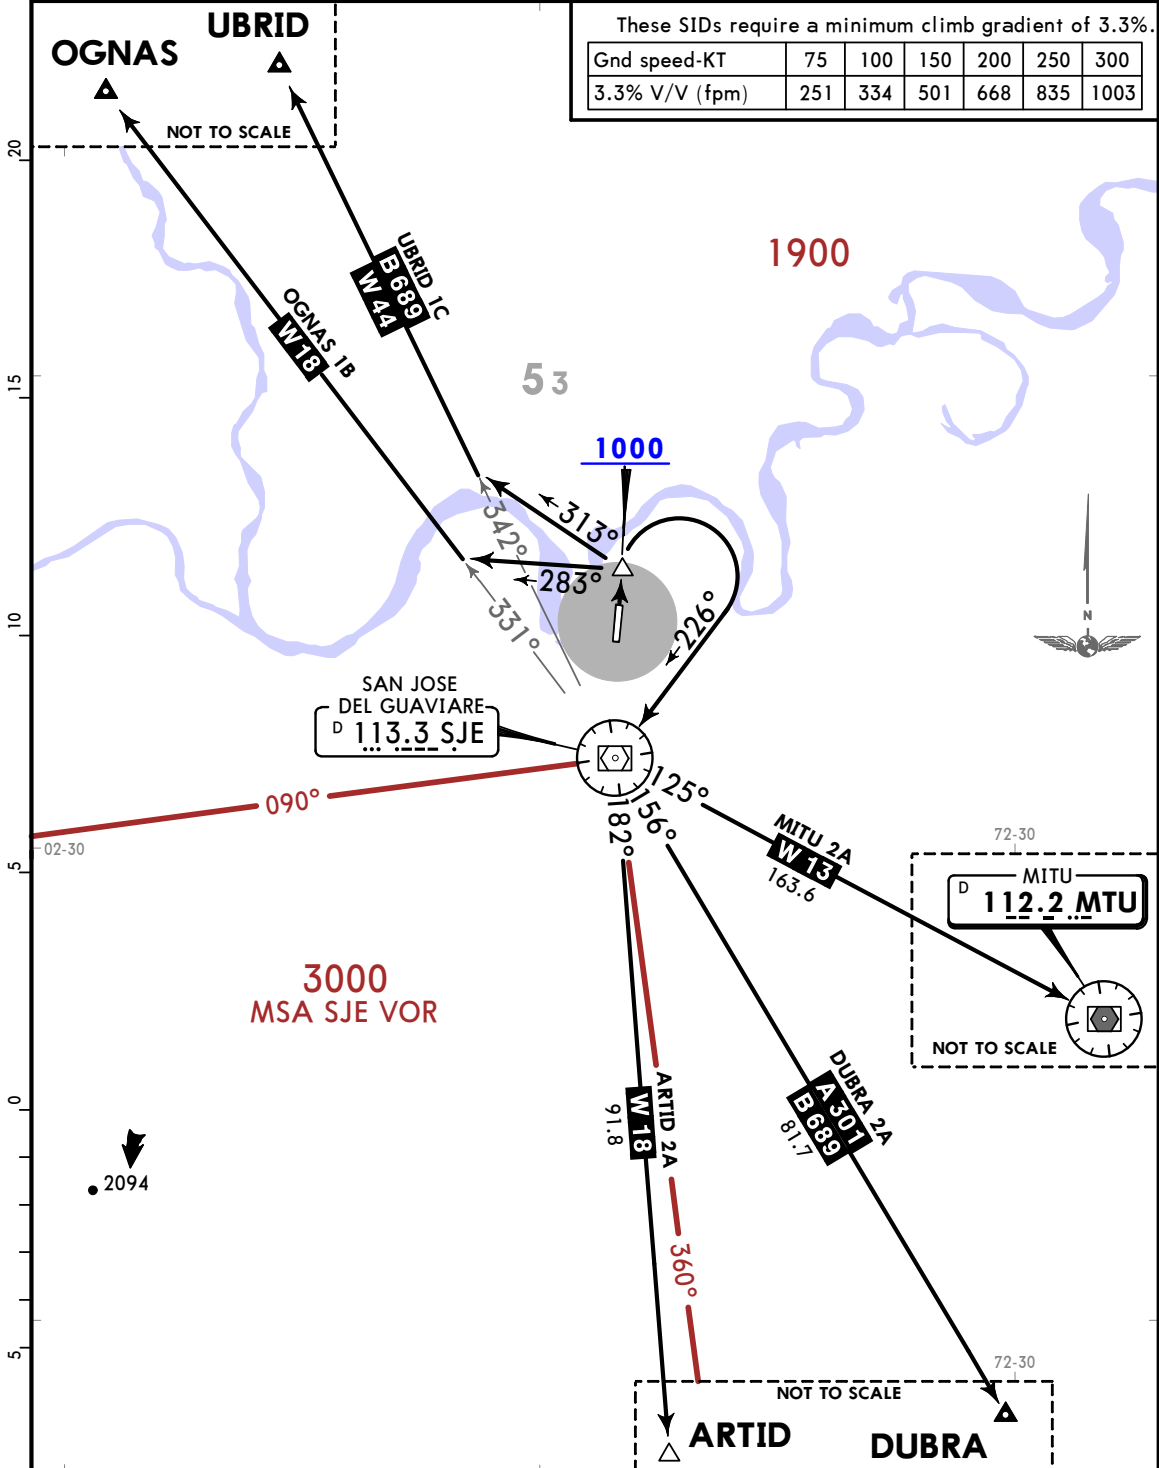 These SIDs require a minimum climb gradient of 3.3%.
Gnd speed-KT 75 100 150 200 250 300
3.3% V/V (fpm) 251 334 501 668 835 1003
UBRID
OGNAS
NOT TO SCALE
20
1900
UBRID 1C
B 689
W 44
OGNAS 1B
W 18
15
53
1000
313°
342°
283°
331°
226°
10
N
SAN JOSE
DEL GUAVIARE
D 113.3 SJE
090°
125°
156°
182°
02-30
72-30
5
MITU 2A
W 13
163.6
MITU
D 112.2 MTU
NOT TO SCALE
3000
MSA SJE VOR
0
ARTID 2A
W 18
91.8
DUBRA 2A
A 301
B 689
81.7
2094
360°
5
72-30
NOT TO SCALE
ARTID
DUBRA